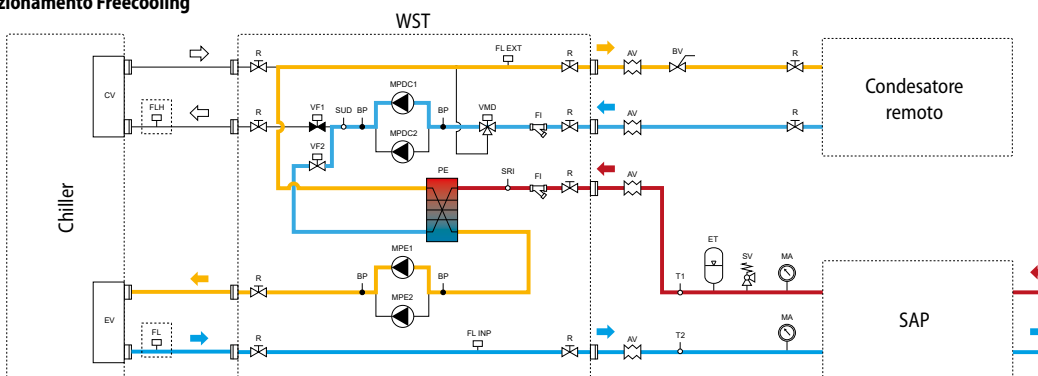 zionamento Freecooling
WST
FL EXT
R
R
AV
BV
R
CV
FLH
R
VF1
SUD
BP
MPDC1
BP
VMD
FI
R
AV
R
Condesatore
remoto
MPDC2
VF2
PE
SRI
FI
R
AV
Chiller
ET
SV
MA
T1
R
BP
MPE1
BP
MPE2
EV
FL
R
FL INP
R
AV
T2
MA
SAP